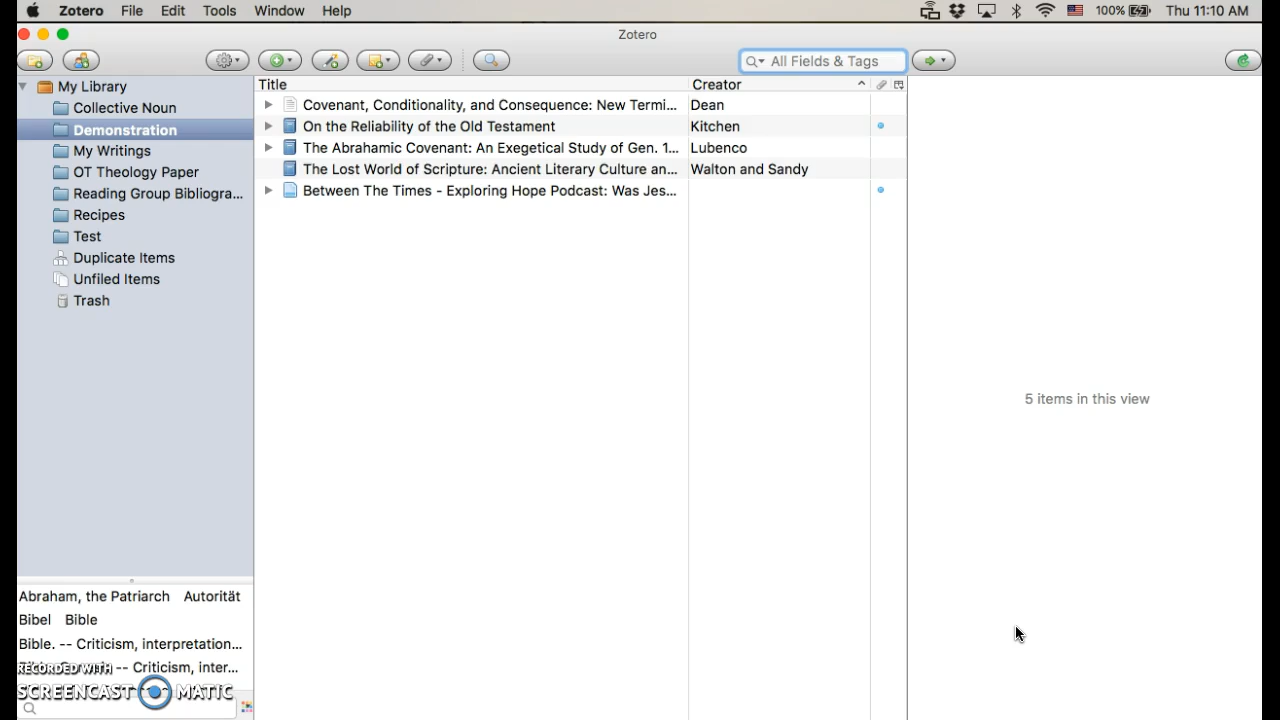 Zotero File Edit Tools Window Help 100% Thu 11:10 AM
Zotero
All Fields & Tags
My Library
Collective Noun
Demonstration
My Writings
OT Theology Paper
Reading Group Bibliogra...
Recipes
Test
Duplicate Items
Unfiled Items
Trash
Title Creator
Covenant, Conditionality, and Consequence: New Termi... Dean
On the Reliability of the Old Testament Kitchen
The Abrahamic Covenant: An Exegetical Study of Gen. 1... Lubenco
The Lost World of Scripture: Ancient Literary Culture an... Walton and Sandy
Between The Times - Exploring Hope Podcast: Was Jes...
5 items in this view
Abraham, the Patriarch Autorität
Bibel Bible
Bible. -- Criticism, interpretation...
-- Criticism, inter...
RECORDED WITH
SCREENCAST MATIC